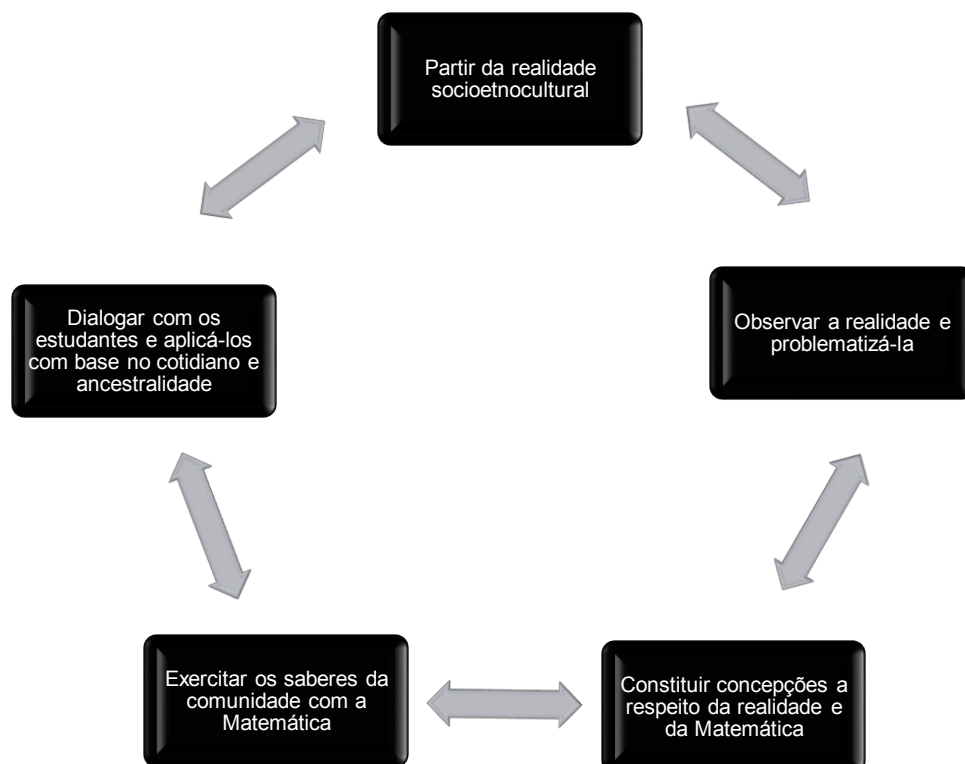 Partir da realidade
socioetnocultural
Observar a realidade e
problematizá-la
Constituir concepções a
respeito da realidade e
da Matemática
Exercitar os saberes da
comunidade com a
Matemática
Dialogar com os
estudantes e aplicá-los
com base no cotidiano e
ancestralidade